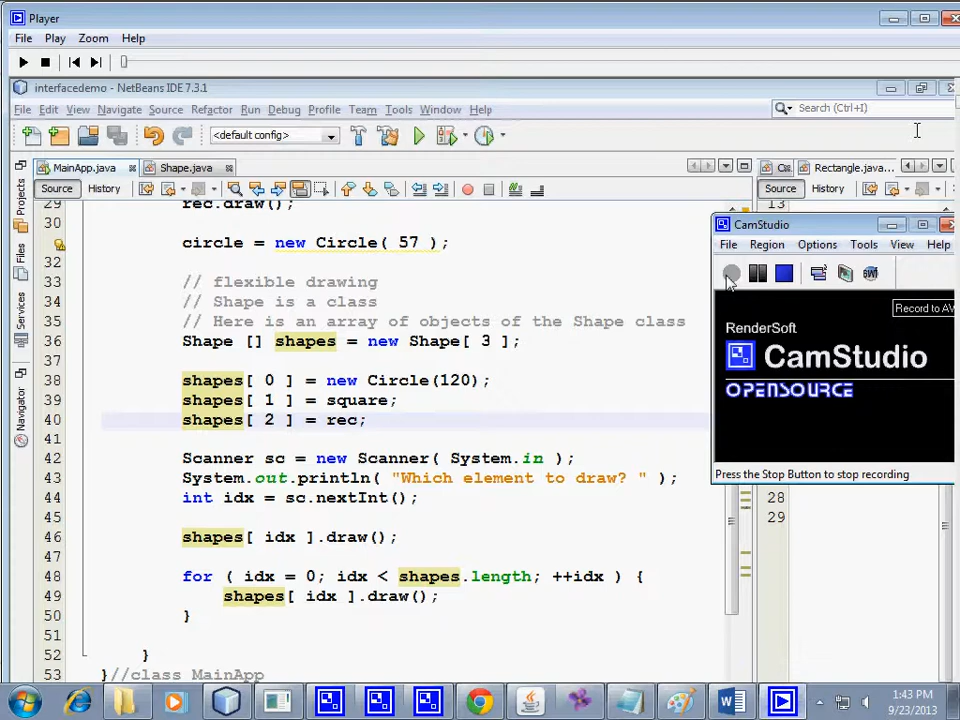 Player
File Play Zoom Help
interfacedemo - NetBeans IDE 7.3.1
File Edit View Navigate Source Refactor Run Debug Profile Team Tools Window Help
Search (Ctrl+I)
<default config>
MainApp.java Shape.java
Rectangle.java...
Source History
Source History
29 rec.draw();
30
circle = new Circle( 57 );
32
33 // flexible drawing
34 // Shape is a class
35 // Here is an array of objects of the Shape class
36 Shape [] shapes = new Shape[ 3 ];
37
38 shapes[ 0 ] = new Circle(120);
39 shapes[ 1 ] = square;
40 shapes[ 2 ] = rec;
41
42 Scanner sc = new Scanner( System.in );
43 System.out.println( "Which element to draw? " );
44 int idx = sc.nextInt();
45
46 shapes[ idx ].draw();
47
48 for ( idx = 0; idx < shapes.length; ++idx ) {
49 shapes[ idx ].draw();
50 }
51
52 }
53 }//class MainApp
Projects
Files
Services
Navigator
13
28
29
CamStudio
File Region Options Tools View Help
SWF
Record to AV
RenderSoft
CamStudio
OPENSOURCE
Press the Stop Button to stop recording
1:43 PM
9/23/2013